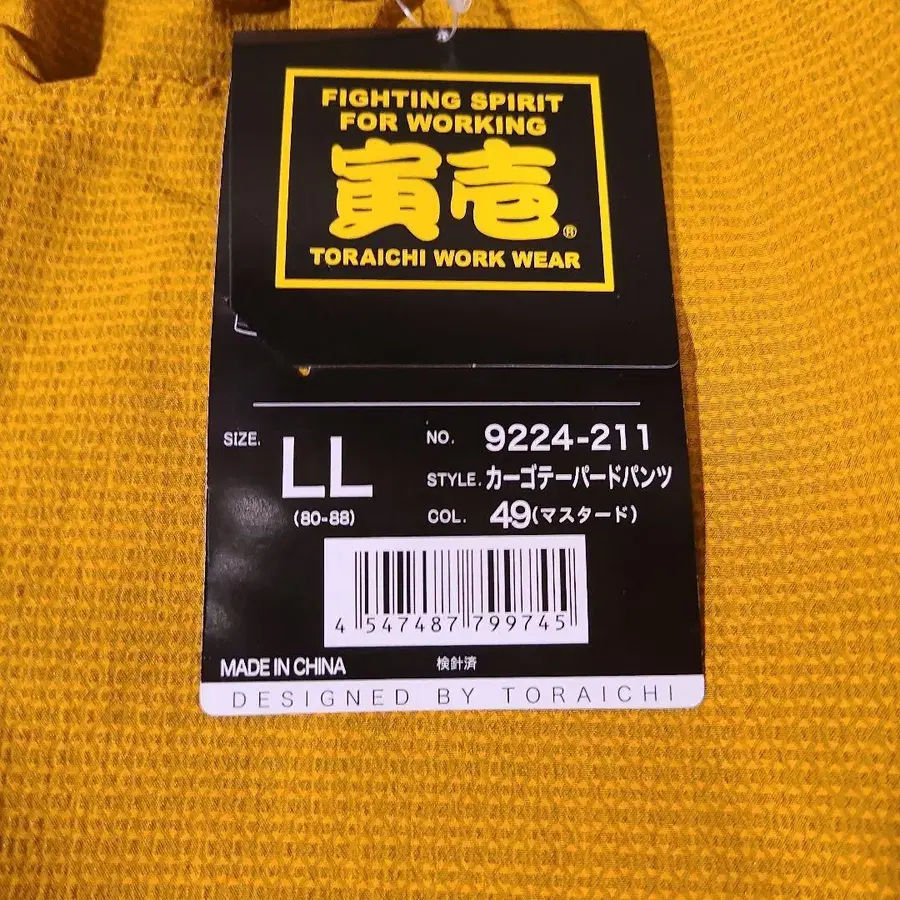 FIGHTING SPIRIT
FOR WORKING
寅壱®
TORAICHI WORK WEAR
SIZE. LL
(80-88)
NO. 9224-211
STYLE. カーゴテーパードパンツ
COL. 49(マスタード)
4 547487 799745
MADE IN CHINA
検針済
DESIGNED BY TORAICHI